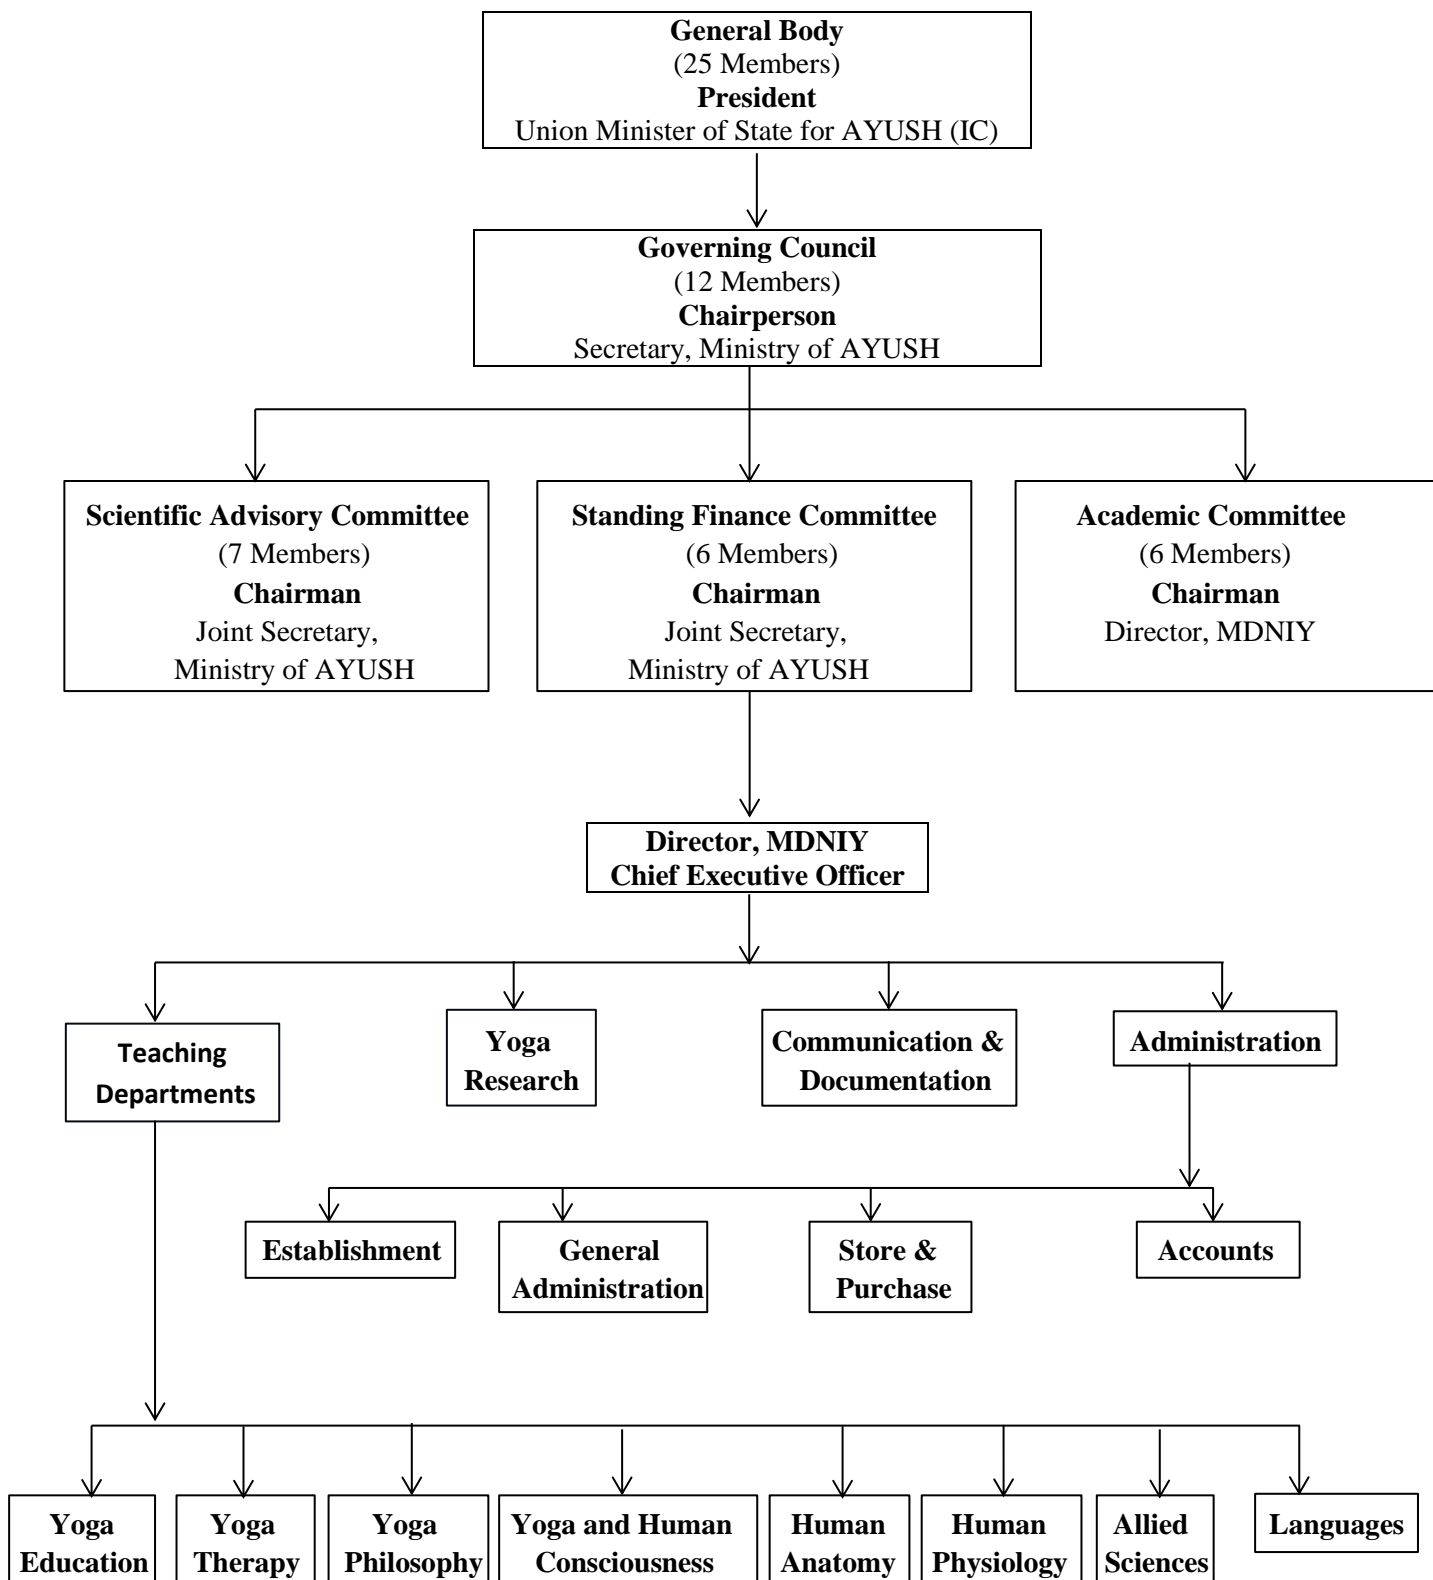 General Body
(25 Members)
President
Union Minister of State for AYUSH (IC)
Governing Council
(12 Members)
Chairperson
Secretary, Ministry of AYUSH
Scientific Advisory Committee
(7 Members)
Chairman
Joint Secretary,
Ministry of AYUSH
Standing Finance Committee
(6 Members)
Chairman
Joint Secretary,
Ministry of AYUSH
Academic Committee
(6 Members)
Chairman
Director, MDNIY
Director, MDNIY
Chief Executive Officer
Teaching
Departments
Yoga
Research
Communication &
Documentation
Administration
Establishment
General
Administration
Store &
Purchase
Accounts
Yoga
Education
Yoga
Therapy
Yoga
Philosophy
Yoga and Human
Consciousness
Human
Anatomy
Human
Physiology
Allied
Sciences
Languages